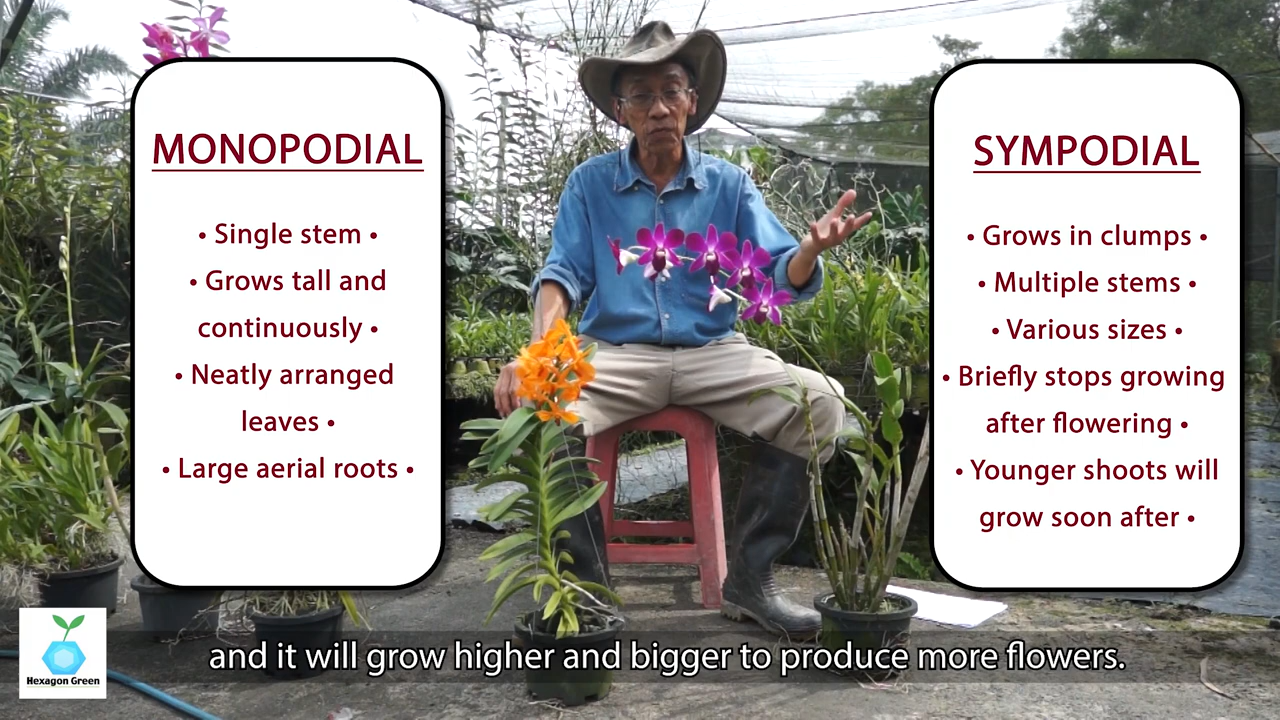 MONOPODIAL
• Single stem •
• Grows tall and
continuously •
• Neatly arranged
leaves •
• Large aerial roots •
SYMPODIAL
• Grows in clumps •
• Multiple stems •
• Various sizes •
• Briefly stops growing
after flowering •
• Younger shoots will
grow soon after •
and it will grow higher and bigger to produce more flowers.
Hexagon Green